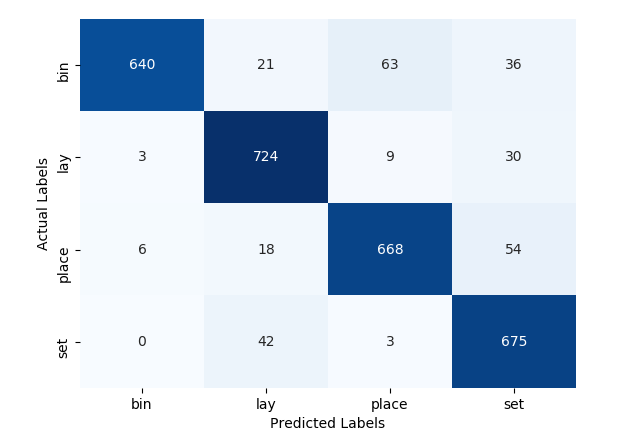 bin 640 21 63 36
lay 3 724 9 30
place 6 18 668 54
set 0 42 3 675
Actual Labels
bin lay place set
Predicted Labels